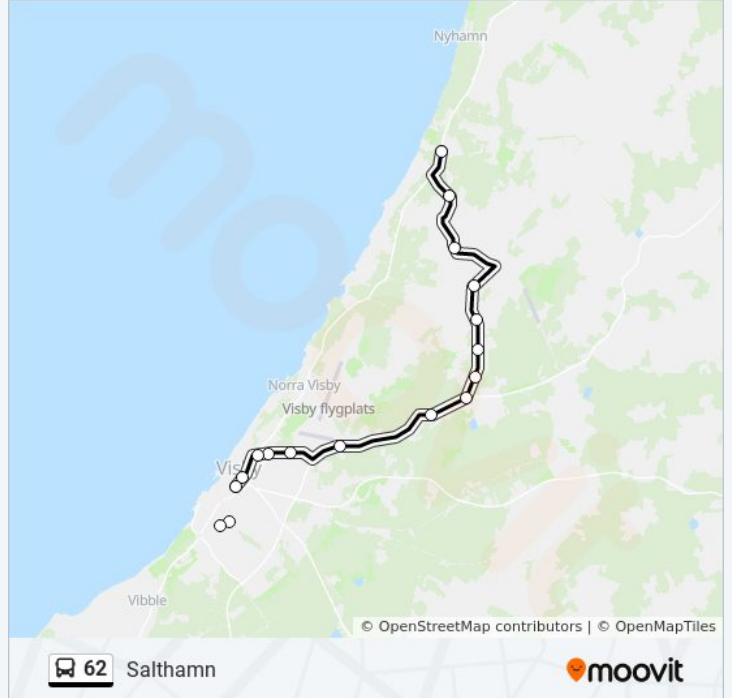 Nyhamn
Norra Visby
Visby flygplats
Visby
Vibble
© OpenStreetMap contributors | © OpenMapTiles
62 Salthamn
moovit